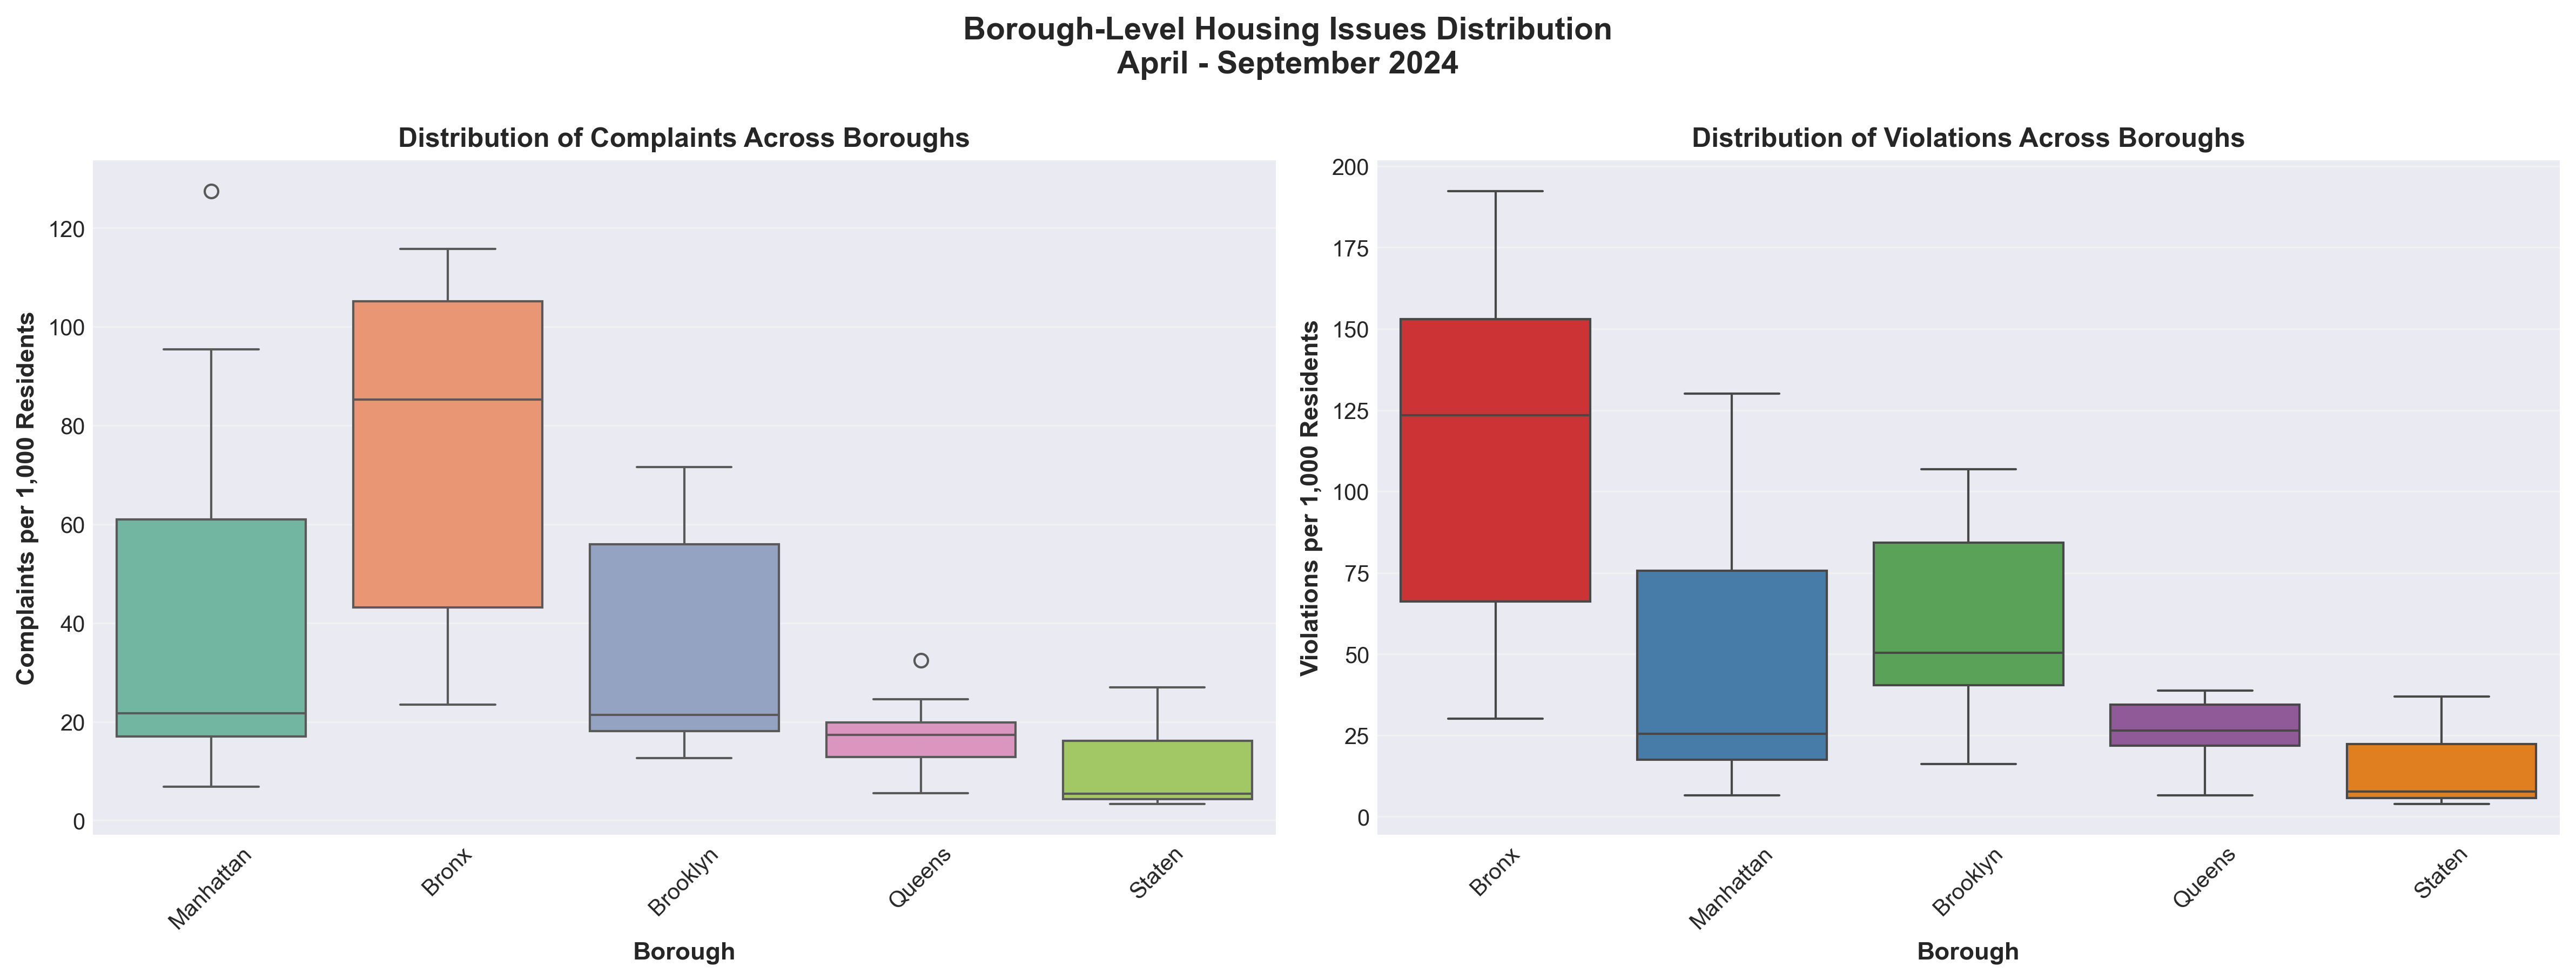 Borough-Level Housing Issues Distribution
April - September 2024
Distribution of Complaints Across Boroughs
Complaints per 1,000 Residents
120
100
80
60
40
20
0
Manhattan
Bronx
Brooklyn
Queens
Staten
Borough
Distribution of Violations Across Boroughs
Violations per 1,000 Residents
200
175
150
125
100
75
50
25
0
Bronx
Manhattan
Brooklyn
Queens
Staten
Borough